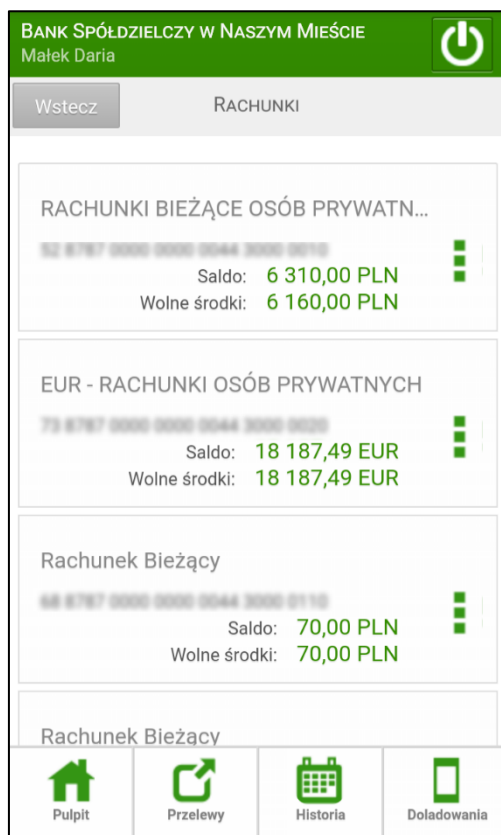 Bank Spółdzielczy w Naszym Mieście
Małek Daria
Wstecz
Rachunki
RACHUNKI BIEŻĄCE OSÓB PRYWATN...
Saldo: 6 310,00 PLN
Wolne środki: 6 160,00 PLN
EUR - RACHUNKI OSÓB PRYWATNYCH
Saldo: 18 187,49 EUR
Wolne środki: 18 187,49 EUR
Rachunek Bieżący
Saldo: 70,00 PLN
Wolne środki: 70,00 PLN
Rachunek Bieżący
Pulpit
Przelewy
Historia
Doladowania